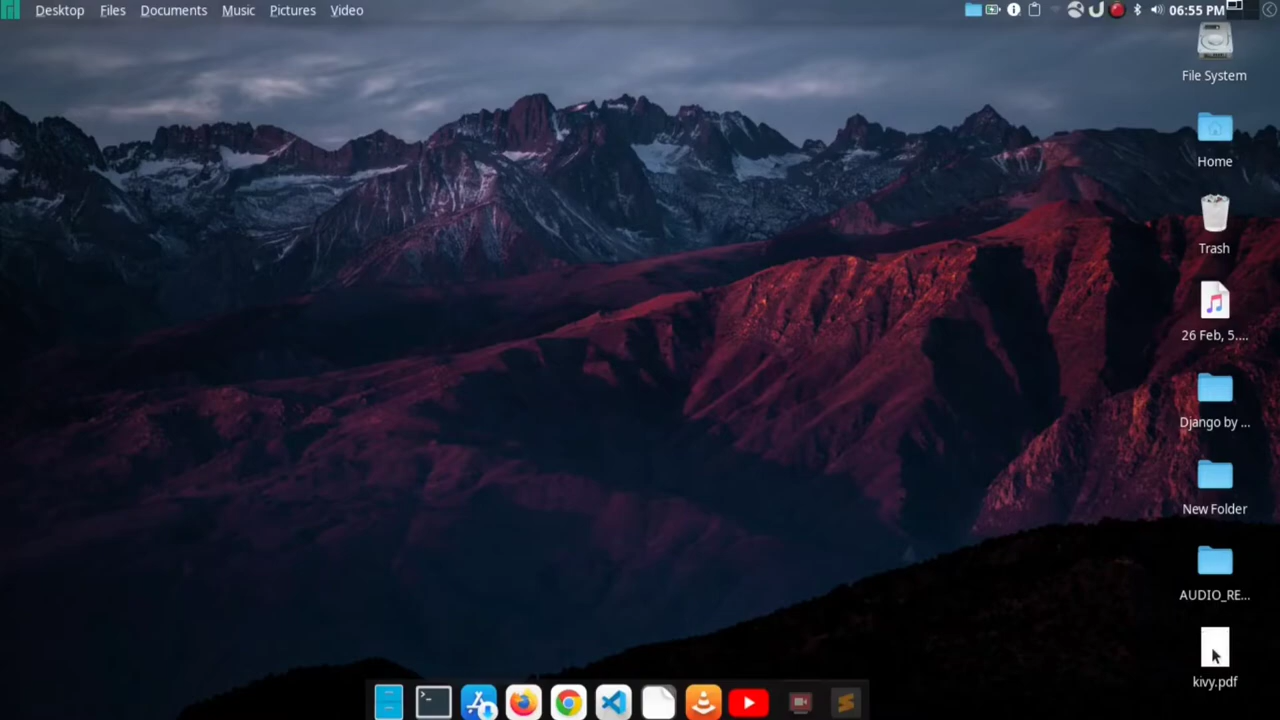 Desktop Files Documents Music Pictures Video 06:55 PM
File System
Home
Trash
26 Feb, 5....
Django by ...
New Folder
AUDIO_RE...
kivy.pdf